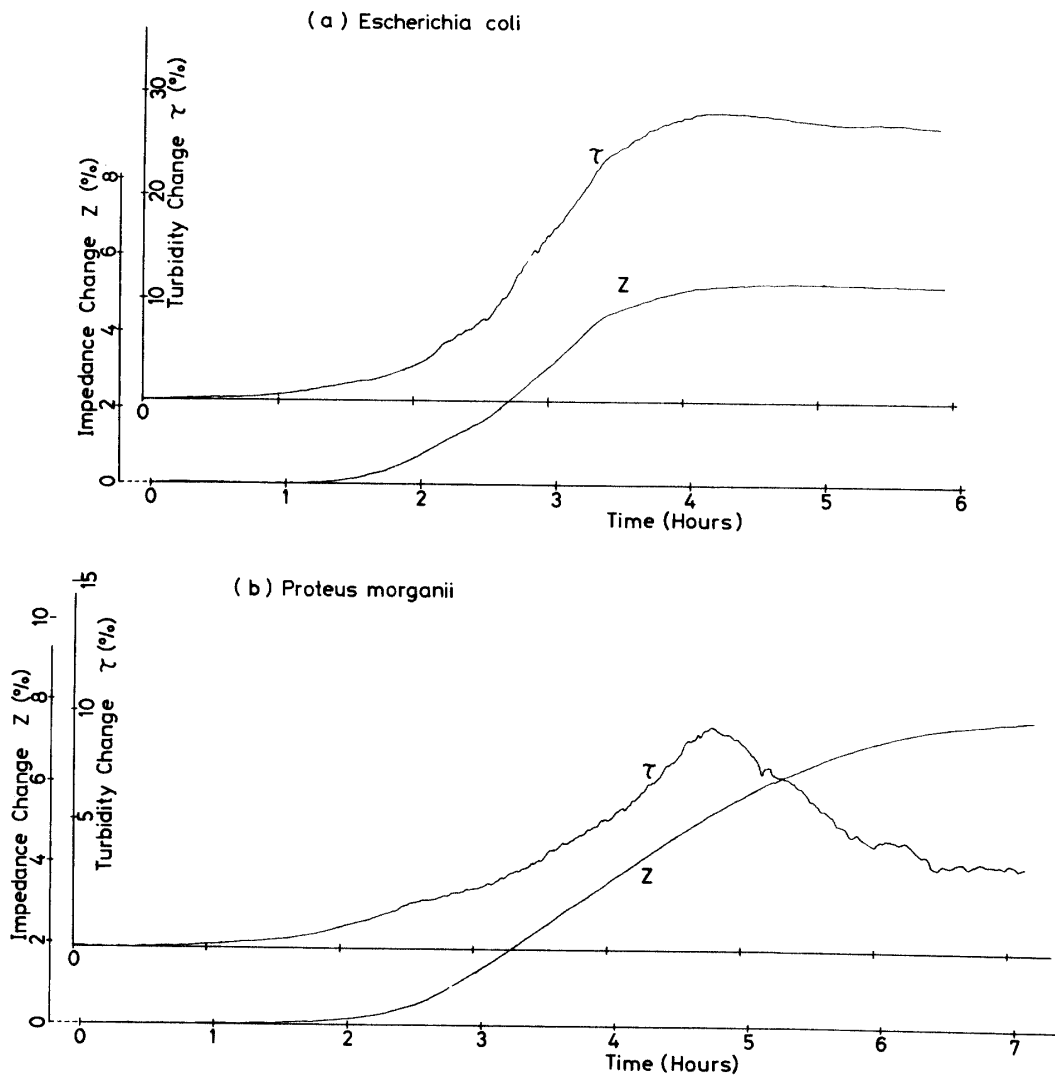 (a) Escherichia coli
Turbidity Change τ (%)
0
10
20
30
Impedance Change Z (%)
0
2
4
6
8
τ
Z
0 1 2 3 4 5 6
Time (Hours)
(b) Proteus morganii
Turbidity Change τ (%)
0
5
10
15
Impedance Change Z (%)
0
2
4
6
8
10
τ
Z
0 1 2 3 4 5 6 7
Time (Hours)